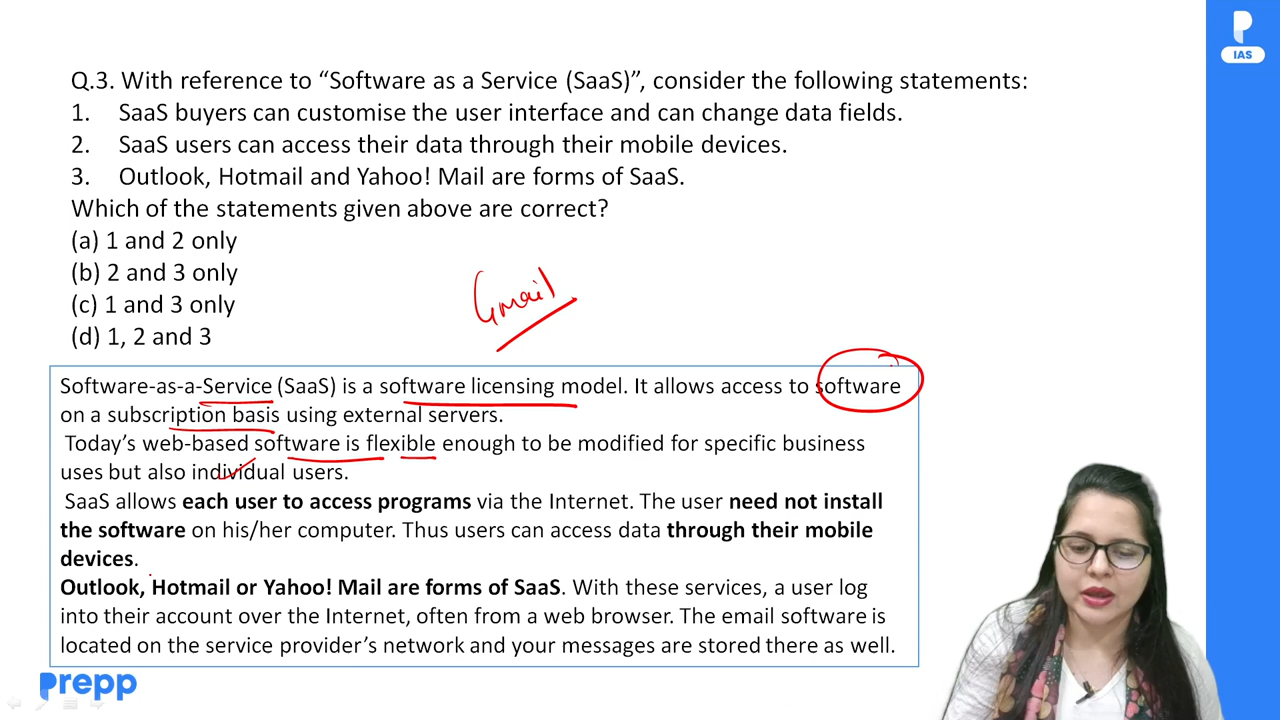 IAS
Q.3. With reference to “Software as a Service (SaaS)”, consider the following statements:
1. SaaS buyers can customise the user interface and can change data fields.
2. SaaS users can access their data through their mobile devices.
3. Outlook, Hotmail and Yahoo! Mail are forms of SaaS.
Which of the statements given above are correct?
(a) 1 and 2 only
(b) 2 and 3 only
(c) 1 and 3 only
(d) 1, 2 and 3
Gmail
Software-as-a-Service (SaaS) is a software licensing model. It allows access to software
on a subscription basis using external servers.
Today’s web-based software is flexible enough to be modified for specific business
uses but also individual users.
SaaS allows each user to access programs via the Internet. The user need not install
the software on his/her computer. Thus users can access data through their mobile
devices.
Outlook, Hotmail or Yahoo! Mail are forms of SaaS. With these services, a user log
into their account over the Internet, often from a web browser. The email software is
located on the service provider’s network and your messages are stored there as well.
Prepp